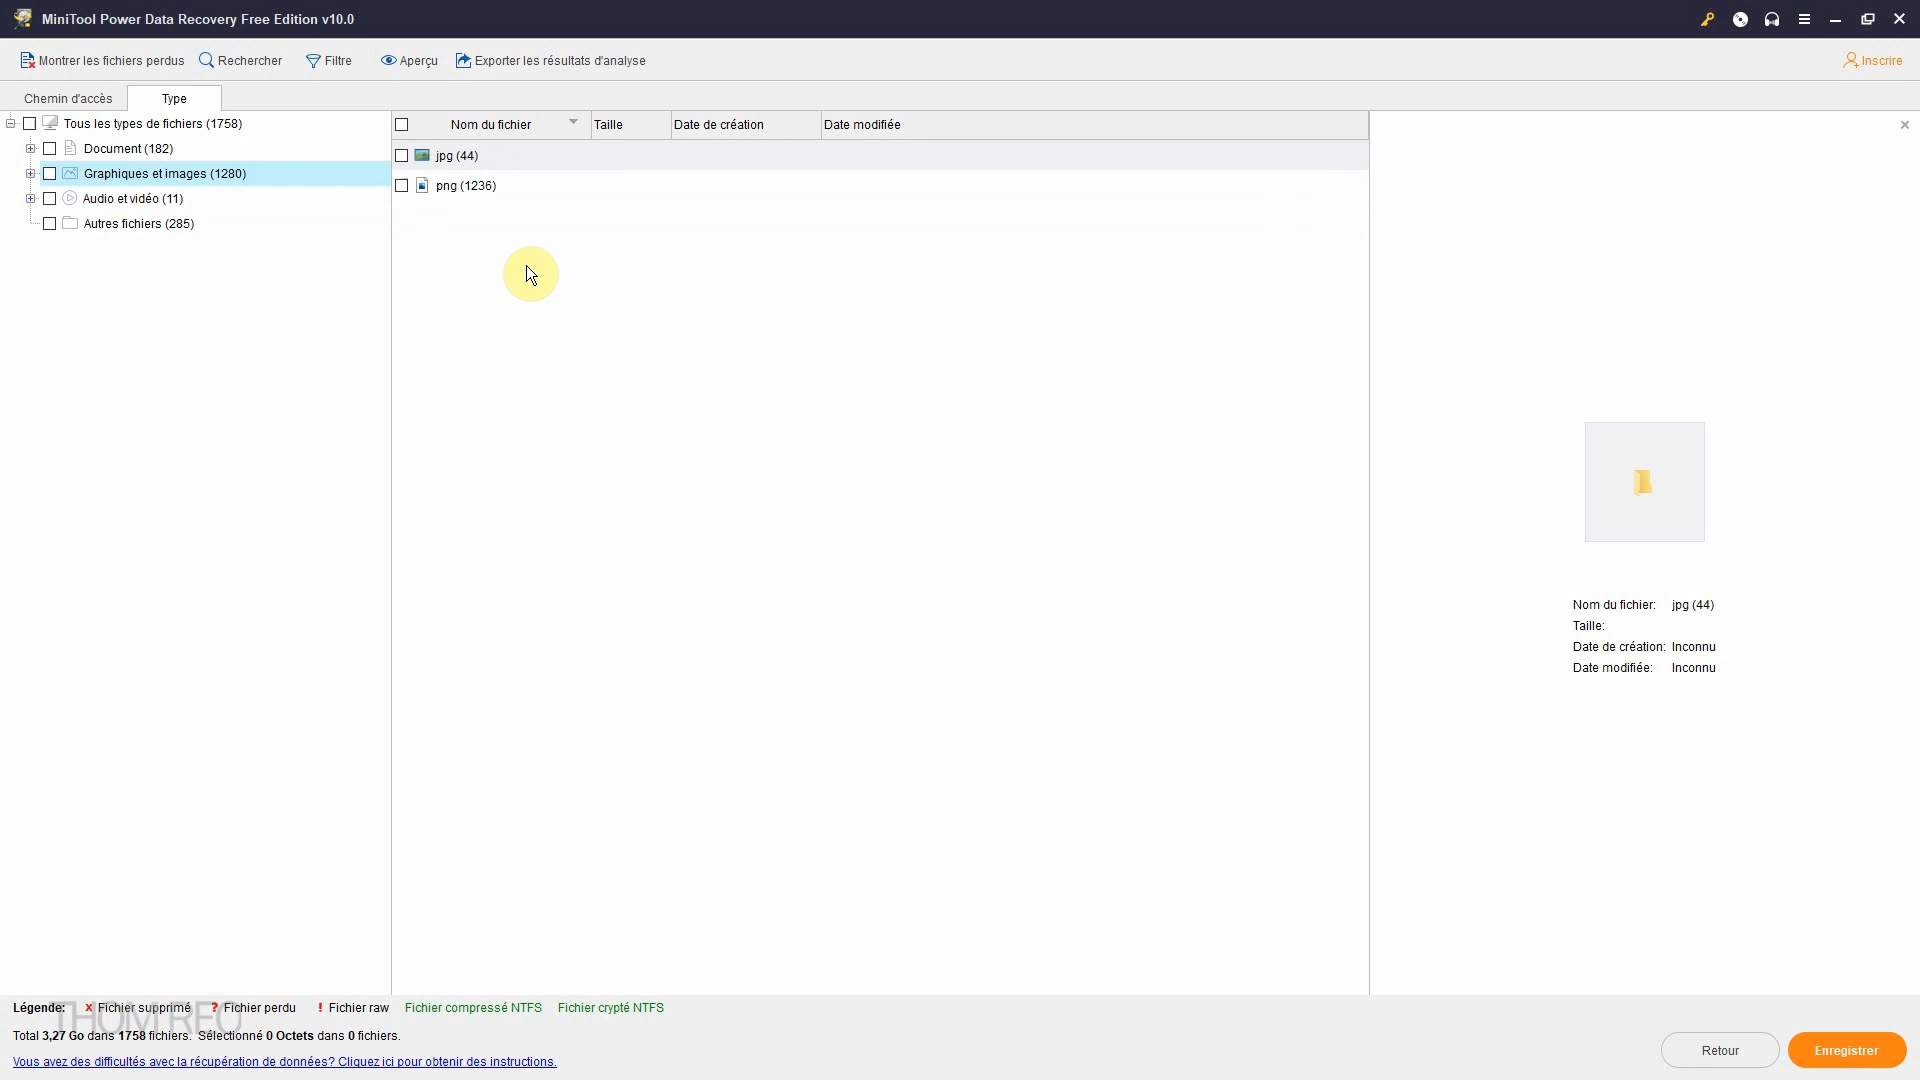 MiniTool Power Data Recovery Free Edition v10.0
Montrer les fichiers perdus Rechercher Filtre Aperçu Exporter les résultats d'analyse Inscrire
Chemin d'accès Type
Tous les types de fichiers (1758)
Document (182)
Graphiques et images (1280)
Audio et vidéo (11)
Autres fichiers (285)
Nom du fichier Taille Date de création Date modifiée
jpg (44)
png (1236)
Nom du fichier: jpg (44)
Taille:
Date de création: Inconnu
Date modifiée: Inconnu
Légende: x Fichier supprimé ? Fichier perdu ! Fichier raw Fichier compressé NTFS Fichier crypté NTFS
THOM REO
Total 3,27 Go dans 1758 fichiers. Sélectionné 0 Octets dans 0 fichiers.
Vous avez des difficultés avec la récupération de données? Cliquez ici pour obtenir des instructions.
Retour Enregistrer